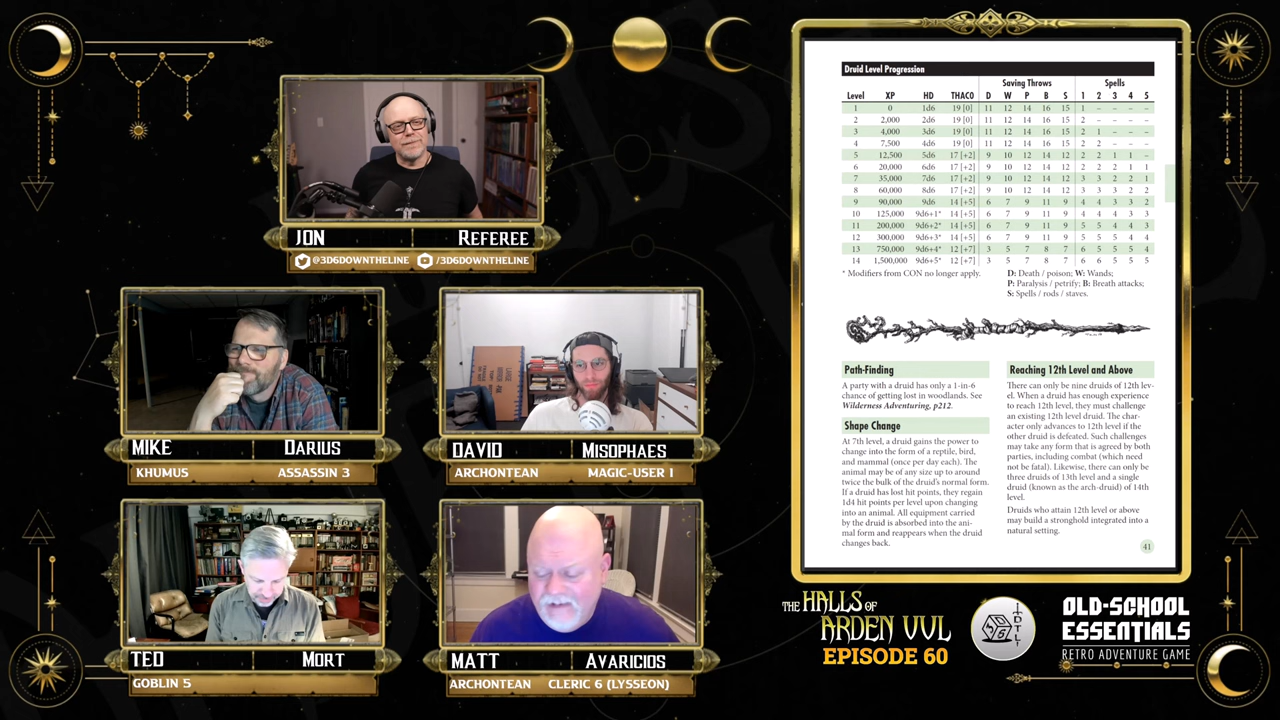 JON Referee
@3D6DOWNTHELINE /3D6DOWNTHELINE
MIKE Darius
KHUMUS ASSASSIN 3
DAVID Misophaes
ARCHONTEAN MAGIC-USER 1
TED Mort
GOBLIN 5
MATT Avaricios
ARCHONTEAN CLERIC 6 (LYSSEON)
Druid Level Progression
Saving Throws Spells
Level XP HD THAC0 D W P B S 1 2 3 4 5
1 0 1d6 19 [0] 11 12 14 16 15 1 – – – –
2 2,000 2d6 19 [0] 11 12 14 16 15 2 – – – –
3 4,000 3d6 19 [0] 11 12 14 16 15 2 1 – – –
4 7,500 4d6 19 [0] 11 12 14 16 15 2 2 – – –
5 12,500 5d6 17 [+2] 9 10 12 14 12 2 2 1 1 –
6 20,000 6d6 17 [+2] 9 10 12 14 12 2 2 2 1 1
7 35,000 7d6 17 [+2] 9 10 12 14 12 3 3 2 2 1
8 60,000 8d6 17 [+2] 9 10 12 14 12 3 3 3 2 2
9 90,000 9d6 14 [+5] 6 7 9 11 9 4 4 3 3 2
10 125,000 9d6+1* 14 [+5] 6 7 9 11 9 4 4 4 3 3
11 200,000 9d6+2* 14 [+5] 6 7 9 11 9 5 5 4 4 3
12 300,000 9d6+3* 14 [+5] 6 7 9 11 9 5 5 5 4 4
13 750,000 9d6+4* 12 [+7] 3 5 7 8 7 6 5 5 5 4
14 1,500,000 9d6+5* 12 [+7] 3 5 7 8 7 6 6 5 5 5
* Modifiers from CON no longer apply.
D: Death / poison; W: Wands;
P: Paralysis / petrify; B: Breath attacks;
S: Spells / rods / staves.
Path-Finding
A party with a druid has only a 1-in-6
chance of getting lost in woodlands. See
Wilderness Adventuring, p212.
Shape Change
At 7th level, a druid gains the power to
change into the form of a reptile, bird,
and mammal (once per day each). The
animal may be of any size up to around
twice the bulk of the druid's normal form.
If a druid has lost hit points, they regain
1d4 hit points per level upon changing
into an animal. All equipment carried
by the druid is absorbed into the ani-
mal form and reappears when the druid
changes back.
Reaching 12th Level and Above
There can only be nine druids of 12th lev-
el. When a druid has enough experience
to reach 12th level, they must challenge
an existing 12th level druid. The char-
acter only advances to 12th level if the
other druid is defeated. Such challenges
may take any form that is agreed by both
parties, including combat (which need
not be fatal). Likewise, there can only be
three druids of 13th level and a single
druid (known as the arch-druid) of 14th
level.
Druids who attain 12th level or above
may build a stronghold integrated into a
natural setting.
41
THE HALLS OF
ARDEN VUL
EPISODE 60
3D6
DTL
OLD-SCHOOL
ESSENTIALS
RETRO ADVENTURE GAME